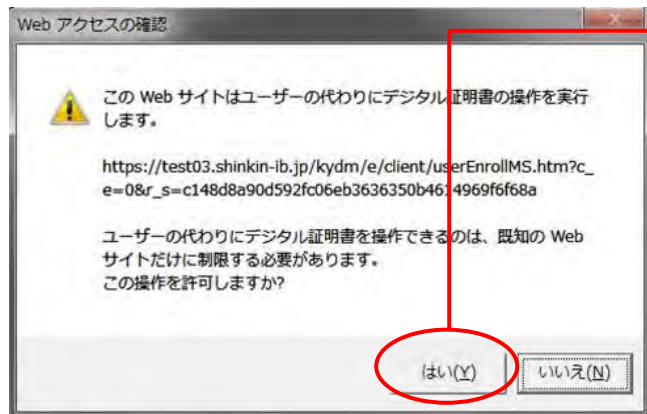 Web アクセスの確認
この Web サイトはユーザーの代わりにデジタル証明書の操作を実行
します。
https://test03.shinkin-ib.jp/kydm/e/client/userEnrollMS.htm?c_
e=0&r_s=c148d8a90d592fc06eb3636350b4614969f6f68a
ユーザーの代わりにデジタル証明書を操作できるのは、既知の Web
サイトだけに制限する必要があります。
この操作を許可しますか?
はい(Y)
いいえ(N)